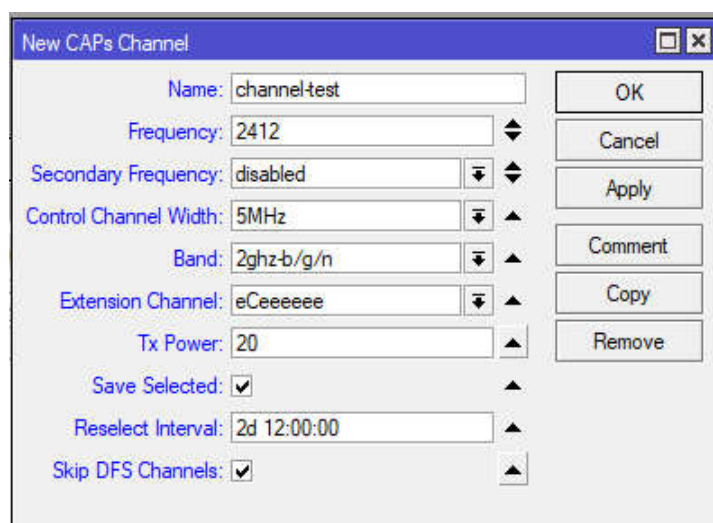 New CAPs Channel
Name: channel-test
OK
Frequency: 2412
Cancel
Secondary Frequency: disabled
Apply
Control Channel Width: 5MHz
Band: 2ghz-b/g/n
Comment
Extension Channel: eCeeeeee
Copy
Tx Power: 20
Remove
Save Selected:
Reselect Interval: 2d 12:00:00
Skip DFS Channels: